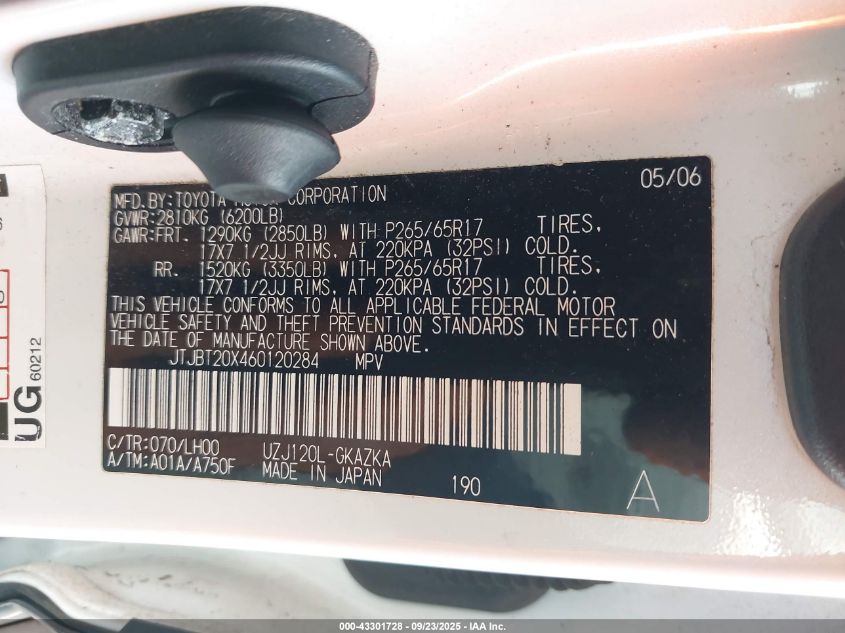 05/06
MFD.BY:TOYOTA MOTOR CORPORATION
GVWR:2810KG (6200LB)
GAWR:FRT. 1290KG (2850LB) WITH P265/65R17 TIRES,
17X7 1/2JJ RIMS, AT 220KPA (32PSI) COLD.
RR. 1520KG (3350LB) WITH P265/65R17 TIRES,
17X7 1/2JJ RIMS, AT 220KPA (32PSI) COLD.
THIS VEHICLE CONFORMS TO ALL APPLICABLE FEDERAL MOTOR
VEHICLE SAFETY AND THEFT PREVENTION STANDARDS IN EFFECT ON
THE DATE OF MANUFACTURE SHOWN ABOVE.
JTJBT20X460120284 MPV
C/TR:070/LH00 UZJ120L-GKAZKA
A/TM:A01A/A750F MADE IN JAPAN 190
A
UG 60212
000-43301728 - 09/23/2025 - IAA Inc.